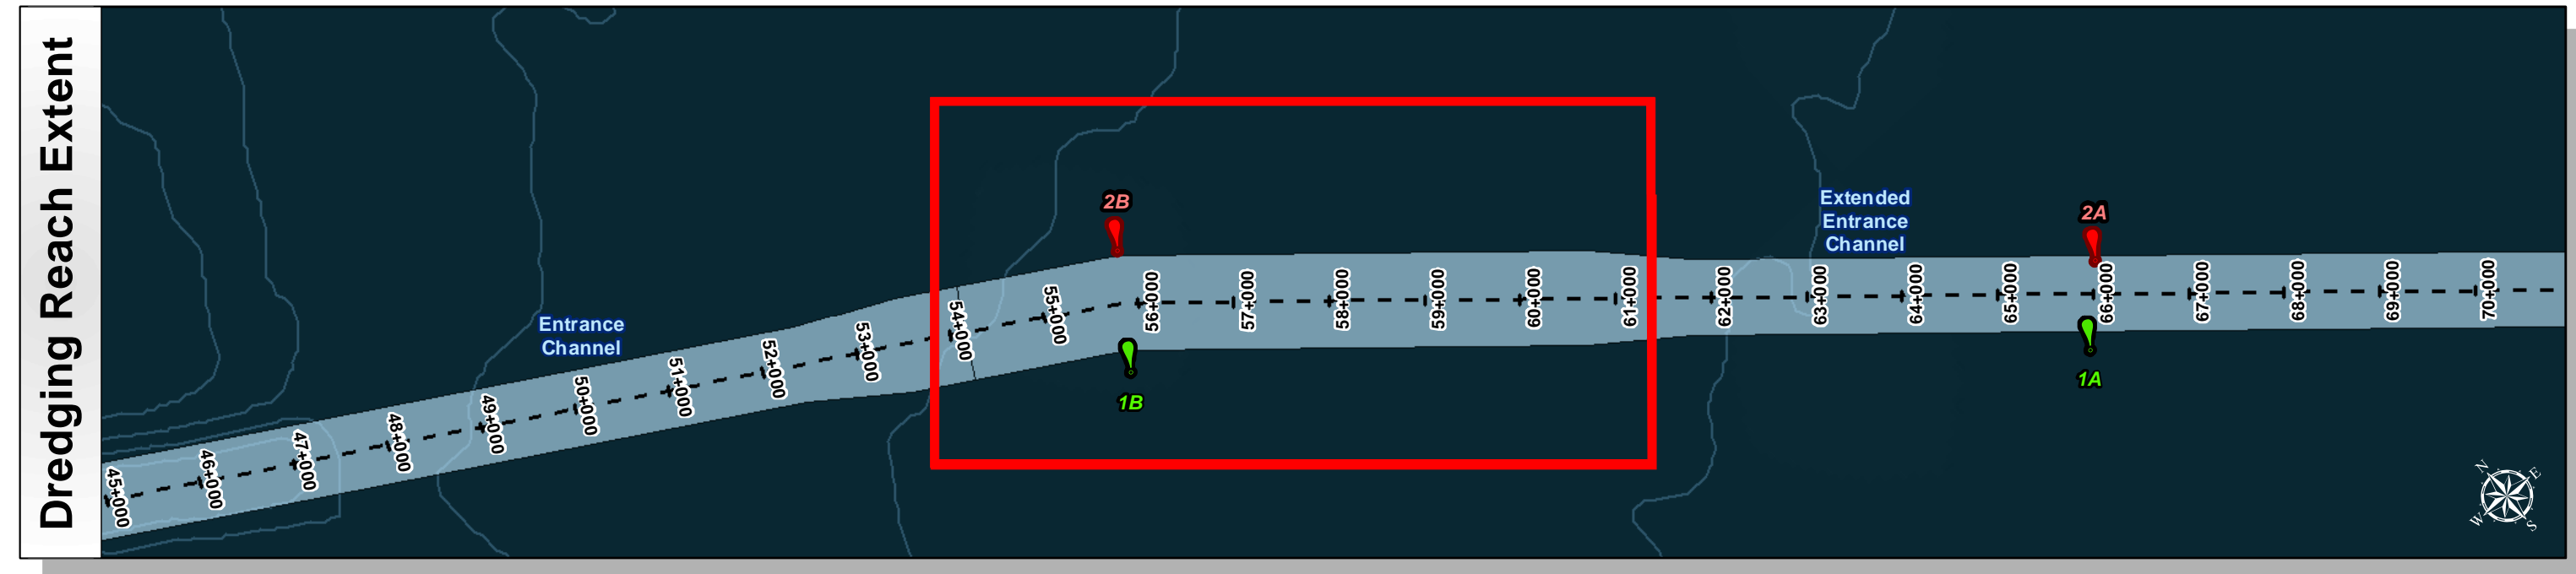 Dredging Reach Extent
2B
Extended
Entrance
Channel
2A
Entrance
Channel
45+000
46+000
47+000
48+000
49+000
50+000
51+000
52+000
53+000
54+000
55+000
56+000
57+000
58+000
59+000
60+000
61+000
62+000
63+000
64+000
65+000
66+000
67+000
68+000
69+000
70+000
1B
1A
N
E
W
S